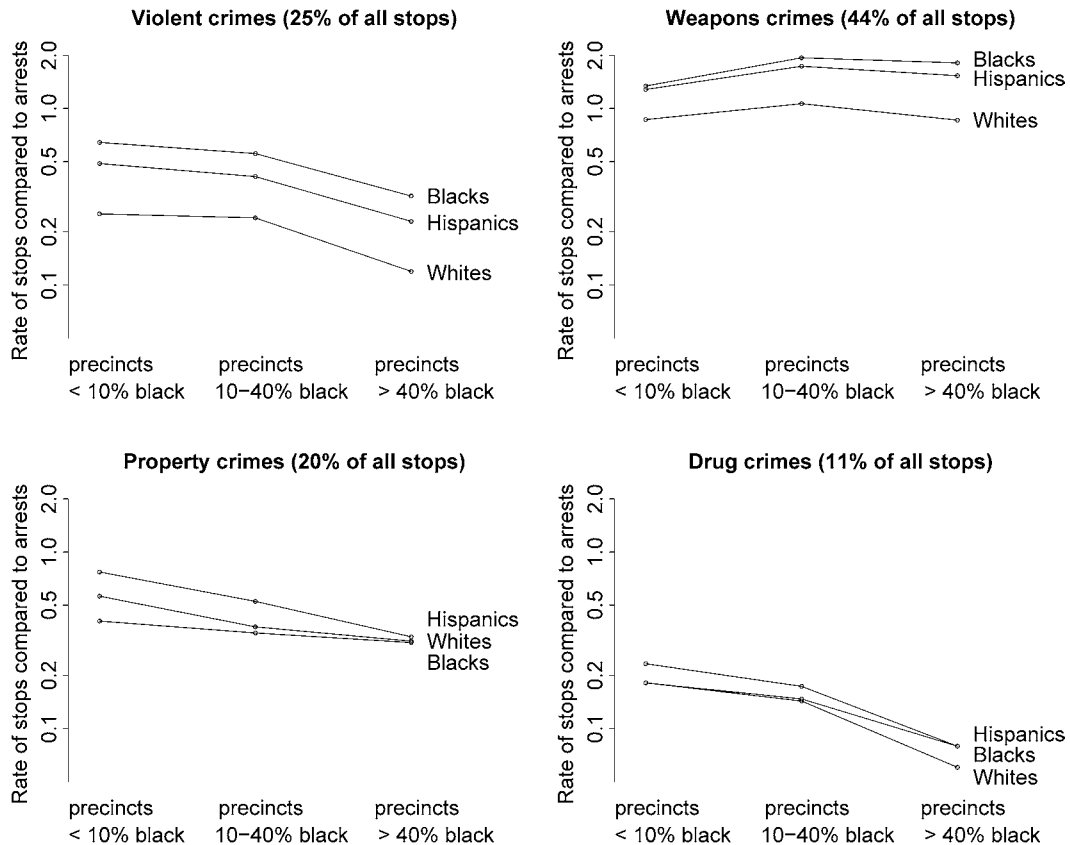 Violent crimes (25% of all stops)
Rate of stops compared to arrests
2.0
1.0
0.5
0.2
0.1
Blacks
Hispanics
Whites
precincts
< 10% black
precincts
10−40% black
precincts
> 40% black
Weapons crimes (44% of all stops)
Rate of stops compared to arrests
2.0
1.0
0.5
0.2
0.1
Blacks
Hispanics
Whites
precincts
< 10% black
precincts
10−40% black
precincts
> 40% black
Property crimes (20% of all stops)
Rate of stops compared to arrests
2.0
1.0
0.5
0.2
0.1
Hispanics
Whites
Blacks
precincts
< 10% black
precincts
10−40% black
precincts
> 40% black
Drug crimes (11% of all stops)
Rate of stops compared to arrests
2.0
1.0
0.5
0.2
0.1
Hispanics
Blacks
Whites
precincts
< 10% black
precincts
10−40% black
precincts
> 40% black